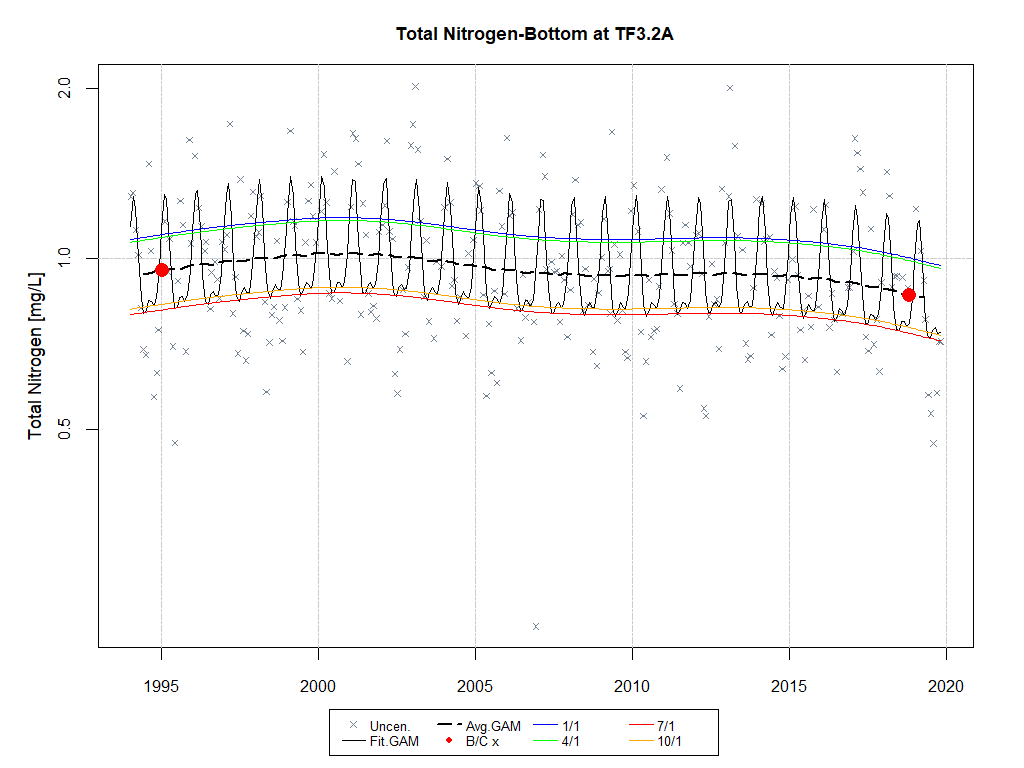 Total Nitrogen-Bottom at TF3.2A
Total Nitrogen [mg/L]
2.0
1.0
0.5
1995 2000 2005 2010 2015 2020
Uncen. Avg.GAM 1/1 7/1
Fit.GAM B/C x 4/1 10/1